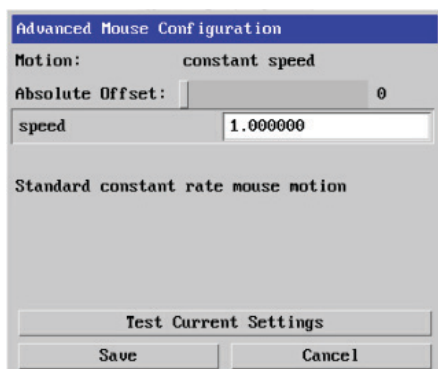 Advanced Mouse Configuration
Motion: constant speed
Absolute Offset: 0
speed 1.000000
Standard constant rate mouse motion
Test Current Settings
Save Cancel